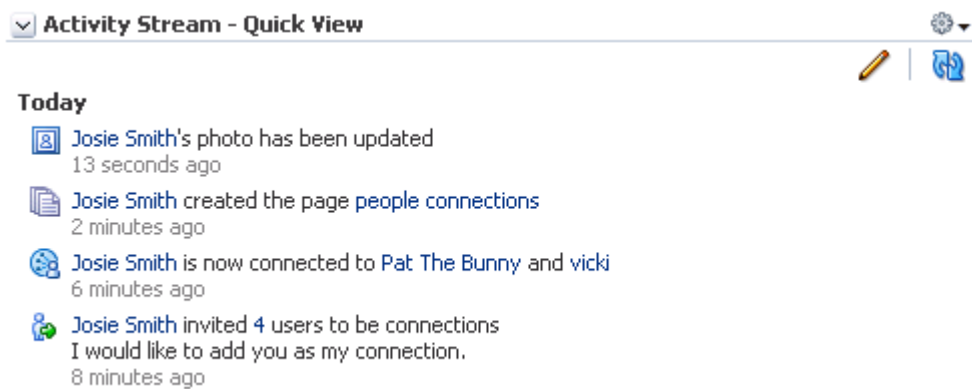 Activity Stream - Quick View
Today
Josie Smith's photo has been updated
13 seconds ago
Josie Smith created the page people connections
2 minutes ago
Josie Smith is now connected to Pat The Bunny and vicki
6 minutes ago
Josie Smith invited 4 users to be connections
I would like to add you as my connection.
8 minutes ago